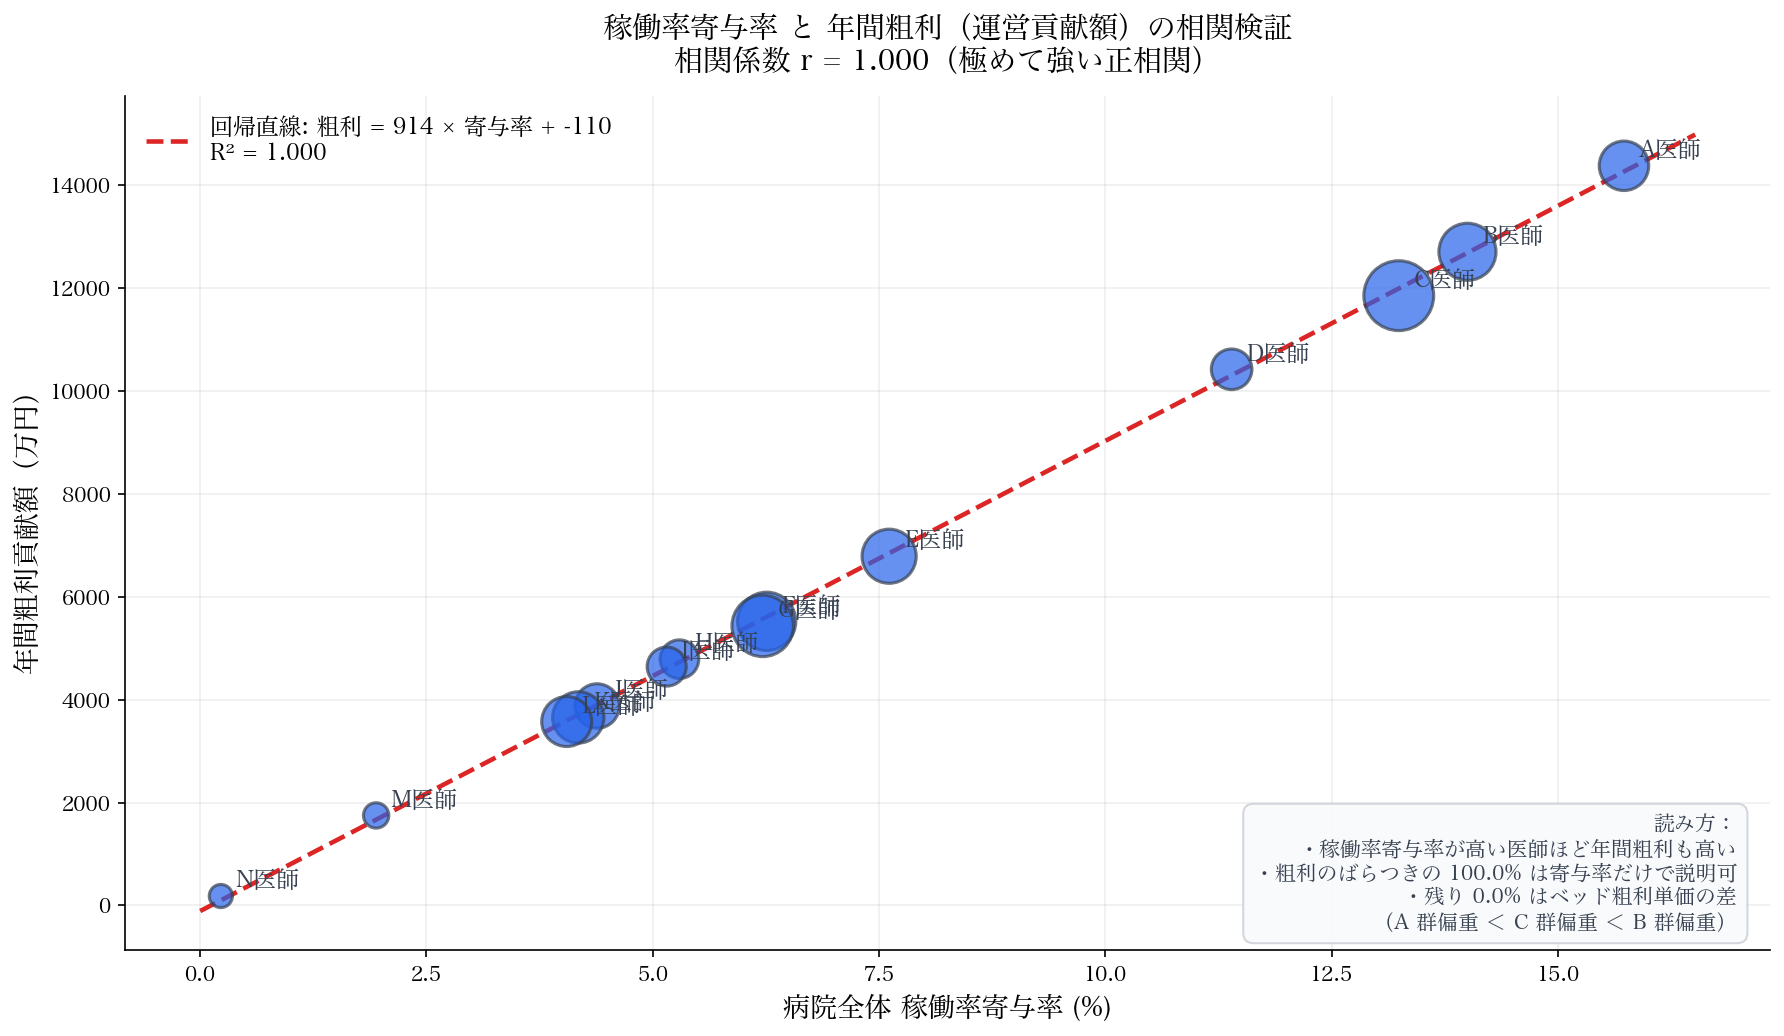 稼働率寄与率 と 年間粗利（運営貢献額）の相関検証
相関係数 r = 1.000（極めて強い正相関）
回帰直線: 粗利 = 914 × 寄与率 + -110
R² = 1.000
年間粗利貢献額（万円）
14000
12000
10000
8000
6000
4000
2000
0
A医師
B医師
C医師
D医師
E医師
F医師
G医師
H医師
I医師
J医師
K医師
L医師
M医師
N医師
読み方：
・稼働率寄与率が高い医師ほど年間粗利も高い
・粗利のばらつきの 100.0% は寄与率だけで説明可
・残り 0.0% はベッド粗利単価の差
（A 群偏重 ＜ C 群偏重 ＜ B 群偏重）
0.0
2.5
5.0
7.5
10.0
12.5
15.0
病院全体 稼働率寄与率 (%)